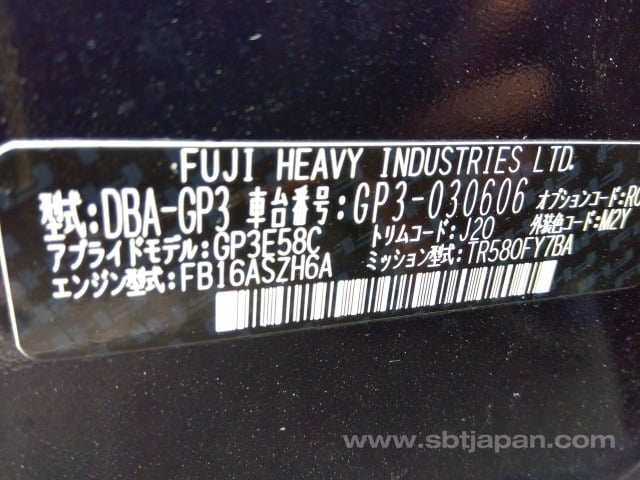 FUJI HEAVY INDUSTRIES LTD.
型式:DBA-GP3 車台番号:GP3-030606 オプションコード:RO
アプライドモデル:GP3E58C トリムコード:J20 外装色コード:M2Y
エンジン型式:FB16ASZH6A ミッション型式:TR580FY7BA
www.sbtjapan.com/